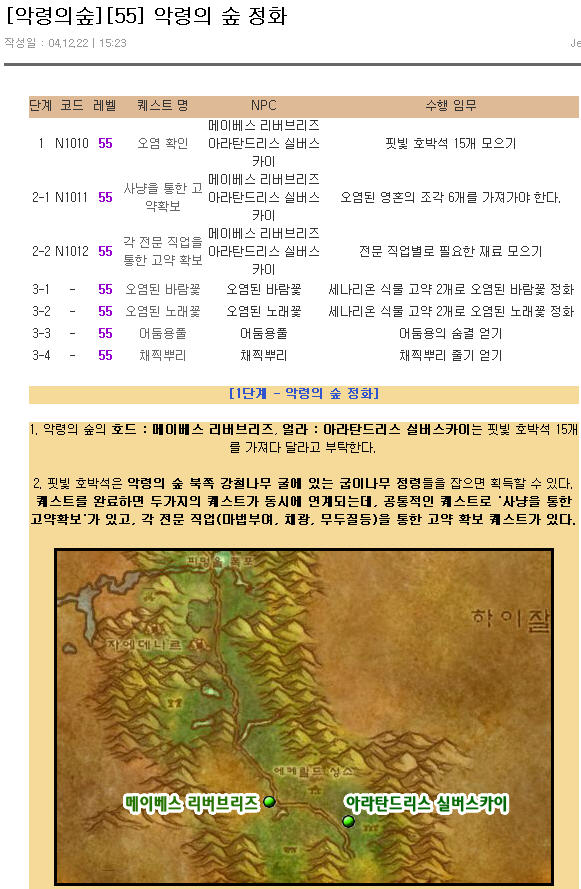 [악령의숲][55] 악령의 숲 정화
작성일 : 04.12.22 | 15:23
Je
단계 코드 레벨 퀘스트 명 NPC 수행 임무
1 N1010 55 오염 확인 메이베스 리버브리즈 아라탄드리스 실버스카이 핏빛 호박석 15개 모으기
2-1 N1011 55 사냥을 통한 고약확보 메이베스 리버브리즈 아라탄드리스 실버스카이 오염된 영혼의 조각 6개를 가져가야 한다.
2-2 N1012 55 각 전문 직업을 통한 고약 확보 메이베스 리버브리즈 아라탄드리스 실버스카이 전문 직업별로 필요한 재료 모으기
3-1 - 55 오염된 바람꽃 오염된 바람꽃 세나리온 식물 고약 2개로 오염된 바람꽃 정화
3-2 - 55 오염된 노래꽃 오염된 노래꽃 세나리온 식물 고약 2개로 오염된 노래꽃 정화
3-3 - 55 어둠용풀 어둠용풀 어둠용의 숨결 얻기
3-4 - 55 채찍뿌리 채찍뿌리 채찍뿌리 줄기 얻기
[1단계 - 악령의 숲 정화]
1. 악령의 숲의 호드 : 메이베스 리버브리즈, 얼라 : 아라탄드리스 실버스카이는 핏빛 호박석 15개
를 가져다 달라고 부탁한다.
2. 핏빛 호박석은 악령의 숲 북쪽 강철나무 굴에 있는 굽이나무 정령들을 잡으면 획득할 수 있다.
퀘스트를 완료하면 두가지의 퀘스트가 동시에 연계되는데, 공통적인 퀘스트로 '사냥을 통한
고약확보'가 있고, 각 전문 직업(마법부여, 채광, 무두질등)을 통한 고약 확보 퀘스트가 있다.
피멍울 폭포
하이잘
자에데나르
에메랄드 성소
메이베스 리버브리즈
아라탄드리스 실버스카이